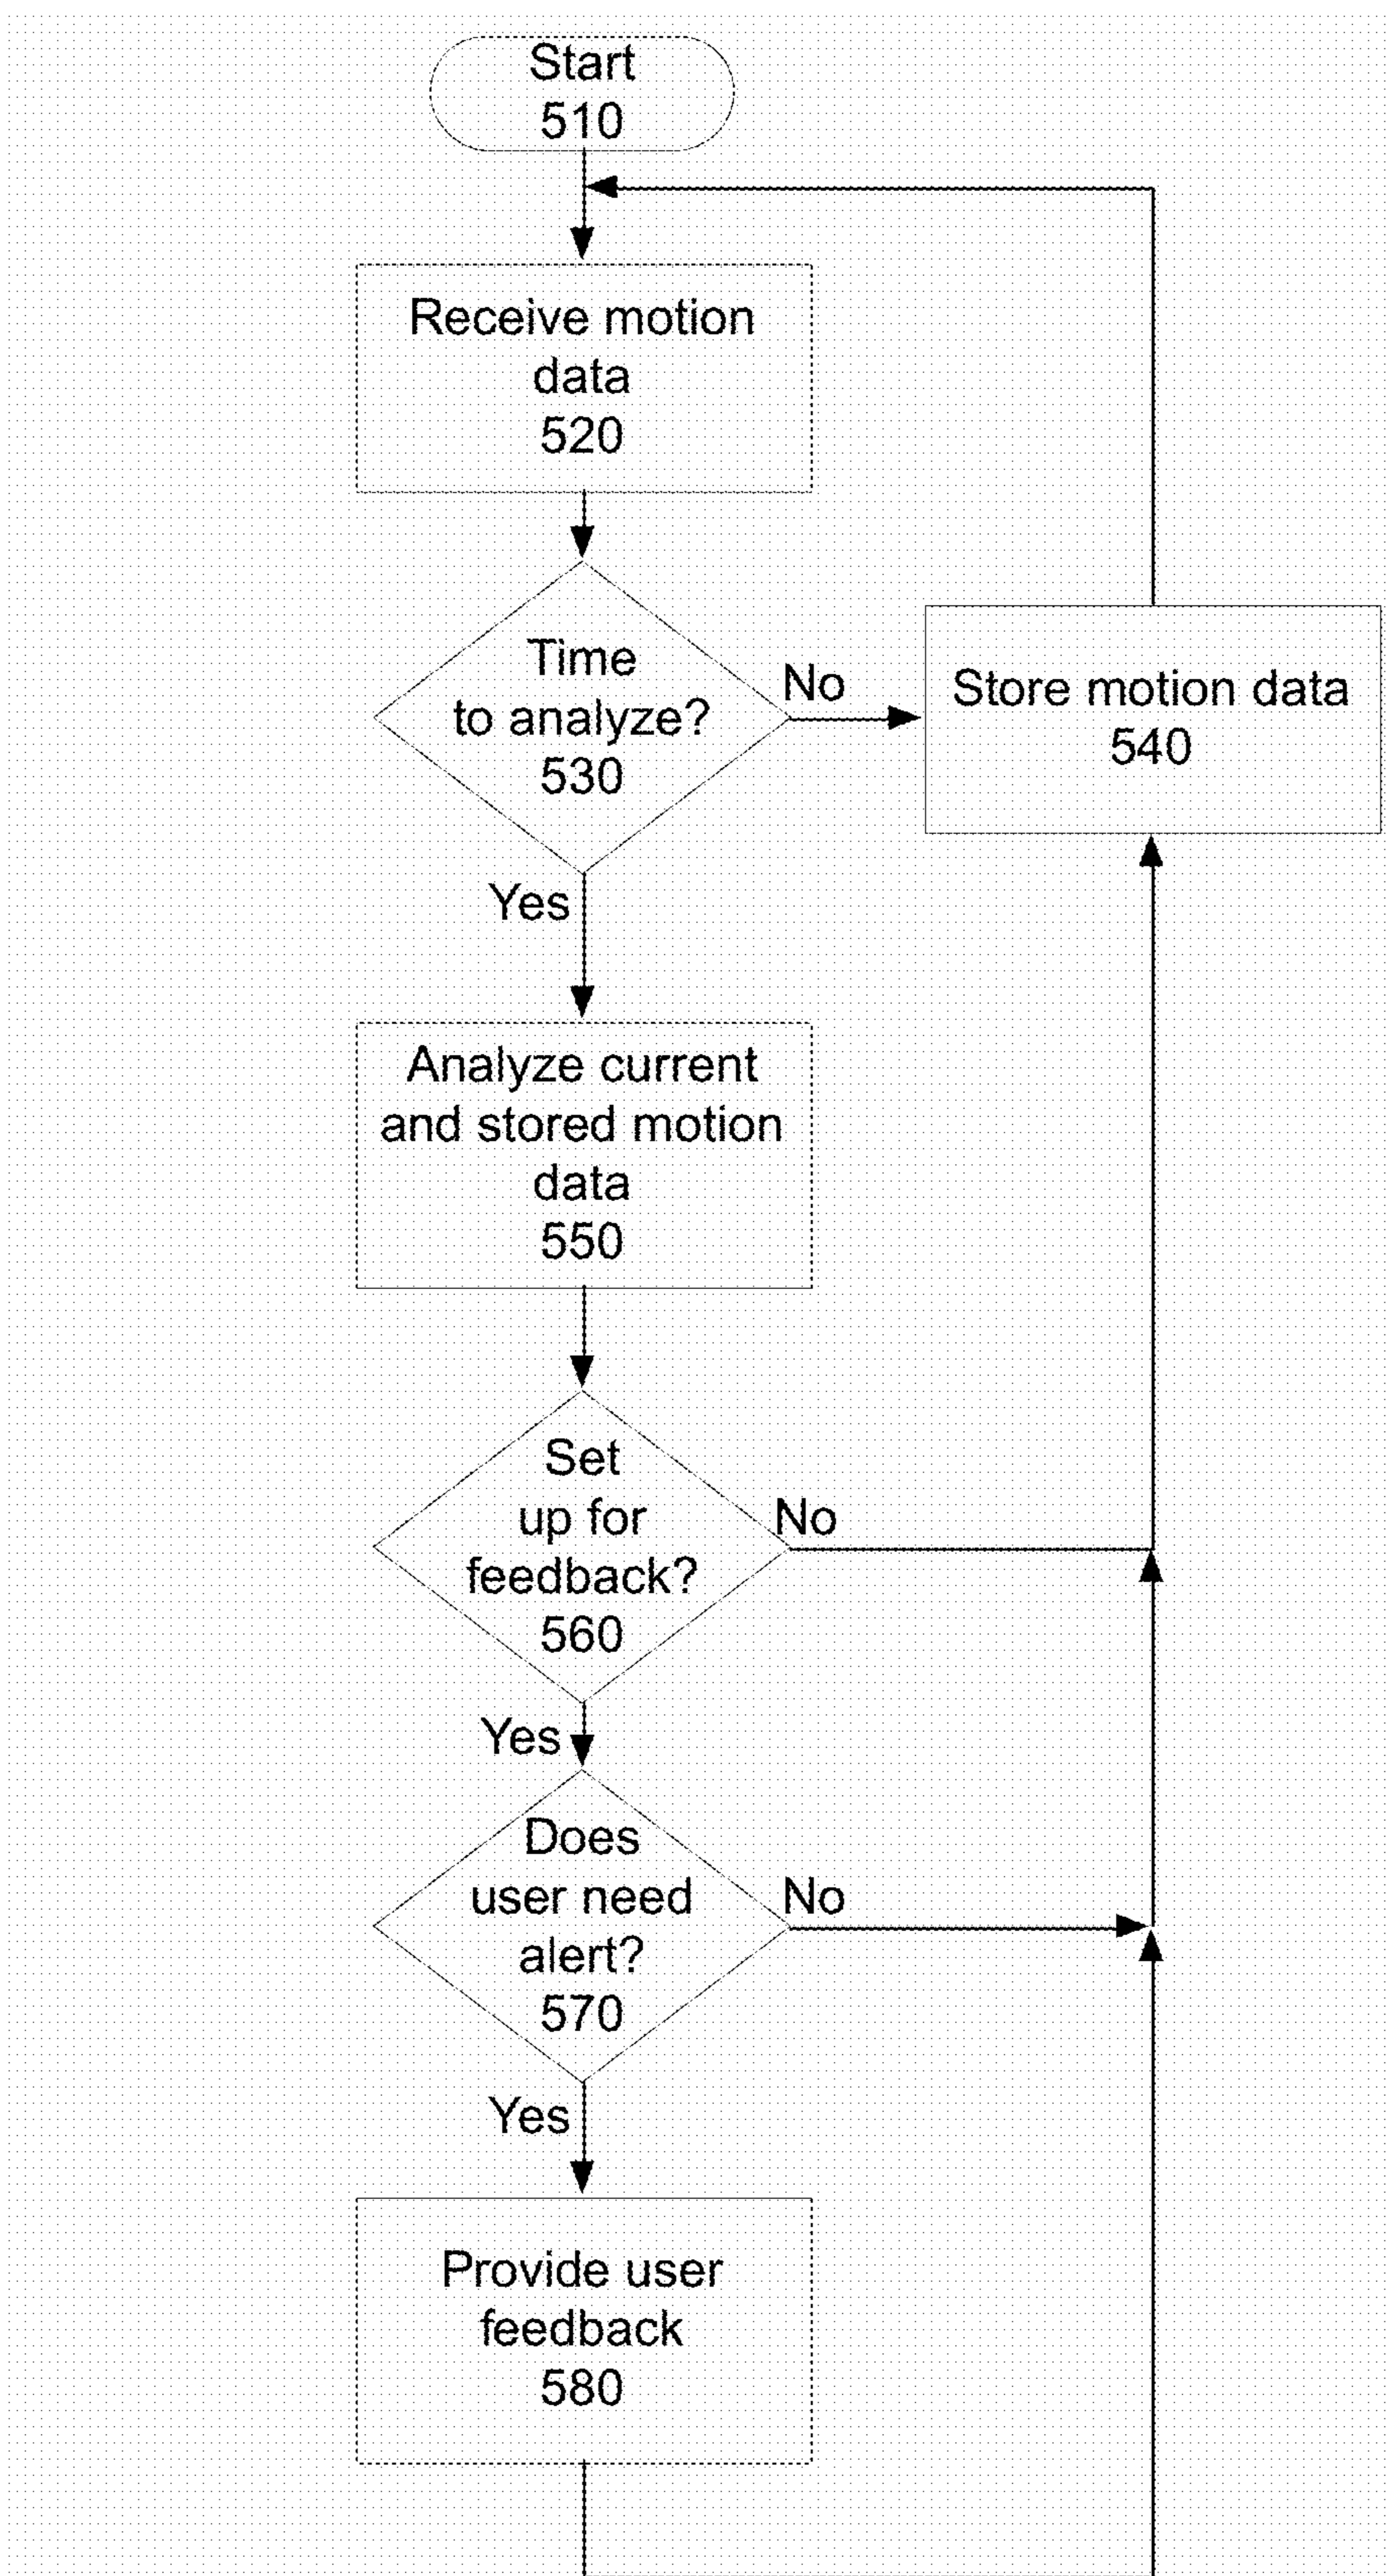 Start
510
Receive motion
data
520
Time
to analyze?
530
No
Store motion data
540
Yes
Analyze current
and stored motion
data
550
Set
up for
feedback?
560
No
Yes
Does
user need
alert?
570
No
Yes
Provide user
feedback
580